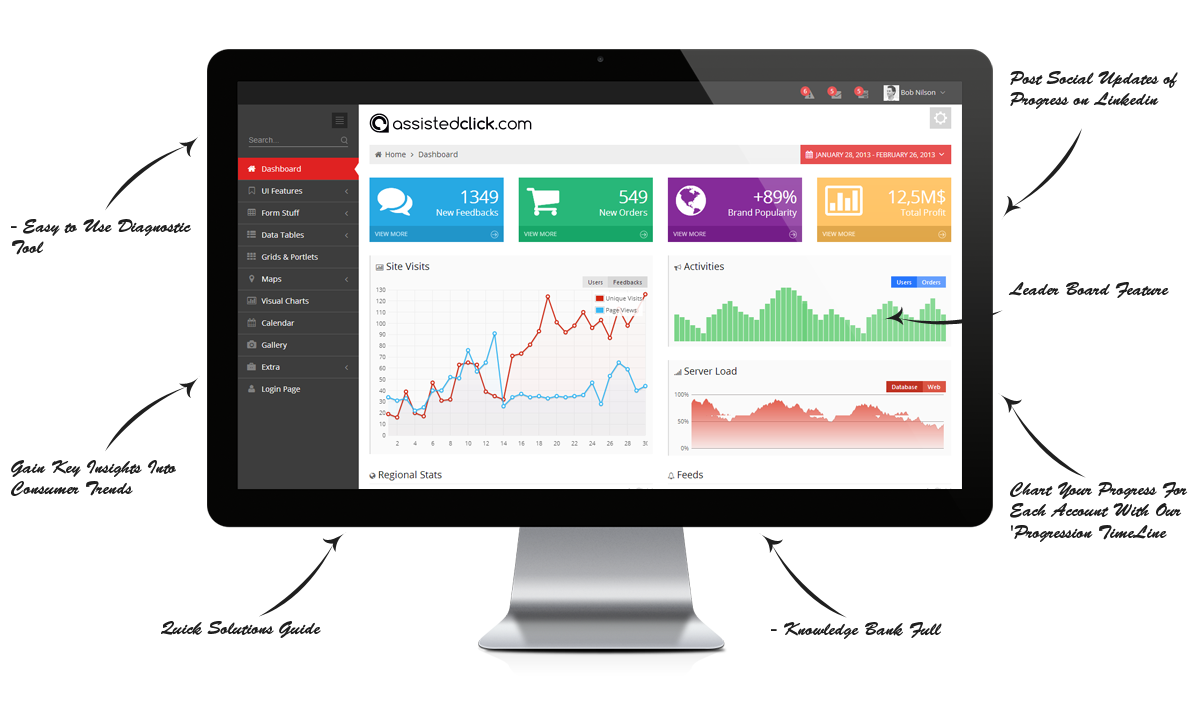 Post Social Updates of
Progress on Linkedin
6
5
5
Bob Nilson
assistedclick.com
Search...
Home > Dashboard
JANUARY 28, 2013 - FEBRUARY 26, 2013
Dashboard
UI Features
Form Stuff
Data Tables
Grids & Portlets
Maps
Visual Charts
Calendar
Gallery
Extra
Login Page
1349
New Feedbacks
VIEW MORE
549
New Orders
VIEW MORE
+89%
Brand Popularity
VIEW MORE
12,5M$
Total Profit
VIEW MORE
Site Visits
Users Feedbacks
Unique Visits
Page Views
130
120
110
100
90
80
70
60
50
40
30
20
10
0
2 4 6 8 10 12 14 16 18 20 22 24 26 28 30
Activities
Users Orders
Server Load
Database Web
100%
50%
0%
Regional Stats
Feeds
- Easy to Use Diagnostic
Tool
Leader Board Feature
Gain Key Insights Into
Consumer Trends
Chart Your Progress For
Each Account With Our
'Progression TimeLine
Quick Solutions Guide
- Knowledge Bank Full